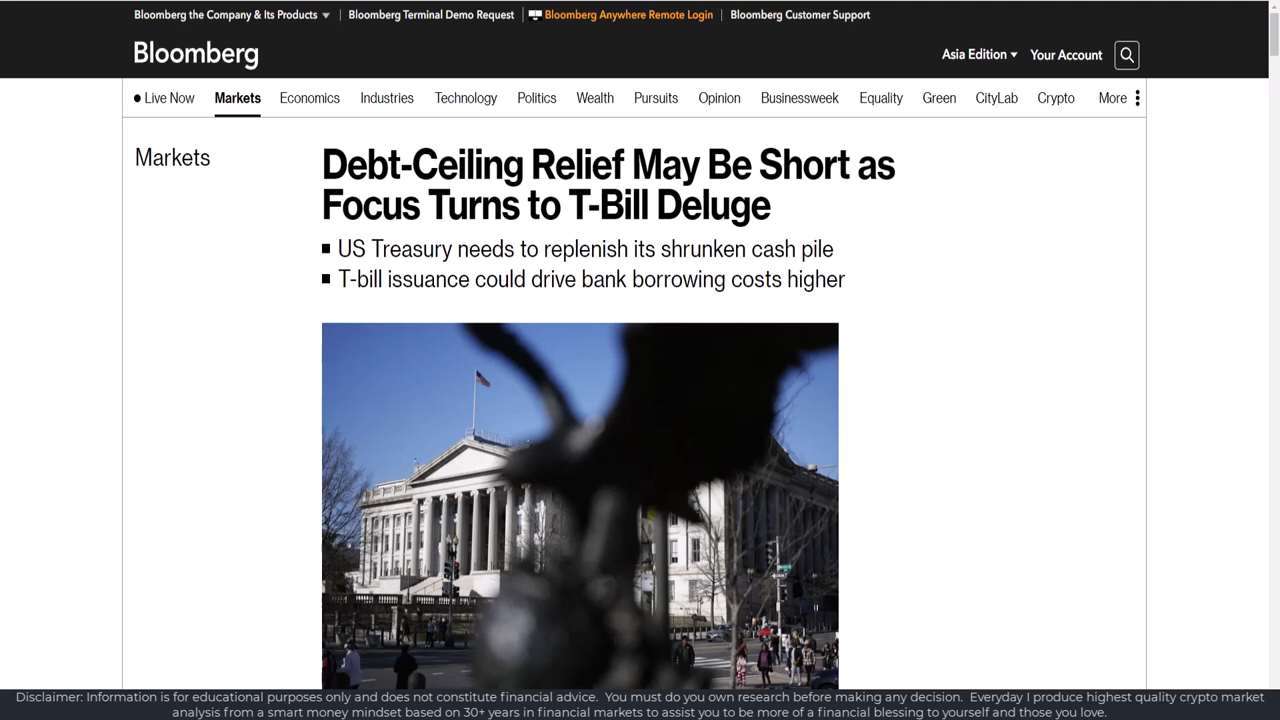 Bloomberg the Company & Its Products Bloomberg Terminal Demo Request Bloomberg Anywhere Remote Login Bloomberg Customer Support
Bloomberg Asia Edition Your Account
Live Now Markets Economics Industries Technology Politics Wealth Pursuits Opinion Businessweek Equality Green CityLab Crypto More
Markets
Debt-Ceiling Relief May Be Short as
Focus Turns to T-Bill Deluge
US Treasury needs to replenish its shrunken cash pile
T-bill issuance could drive bank borrowing costs higher
Disclaimer: Information is for educational purposes only and does not constitute financial advice. You must do you own research before making any decision. Everyday I produce highest quality crypto market
analysis from a smart money mindset based on 30+ years in financial markets to assist you to be more of a financial blessing to yourself and those you love